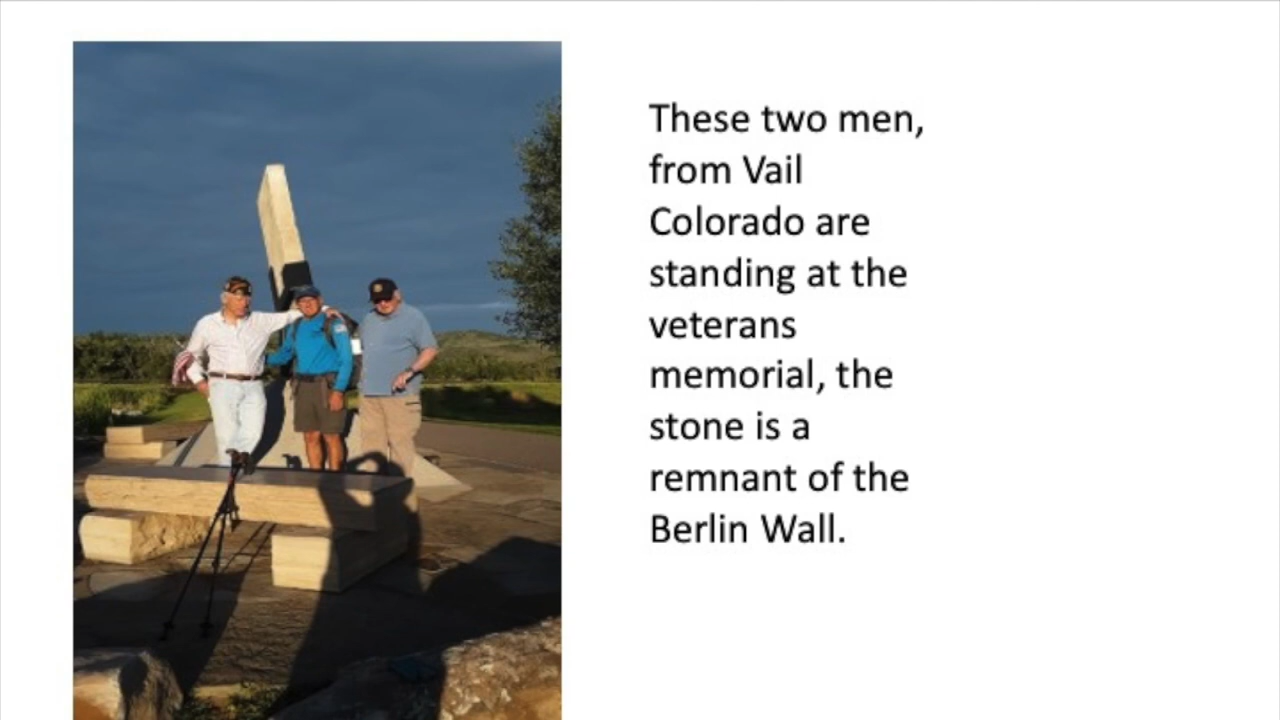 These two men,
from Vail
Colorado are
standing at the
veterans
memorial, the
stone is a
remnant of the
Berlin Wall.